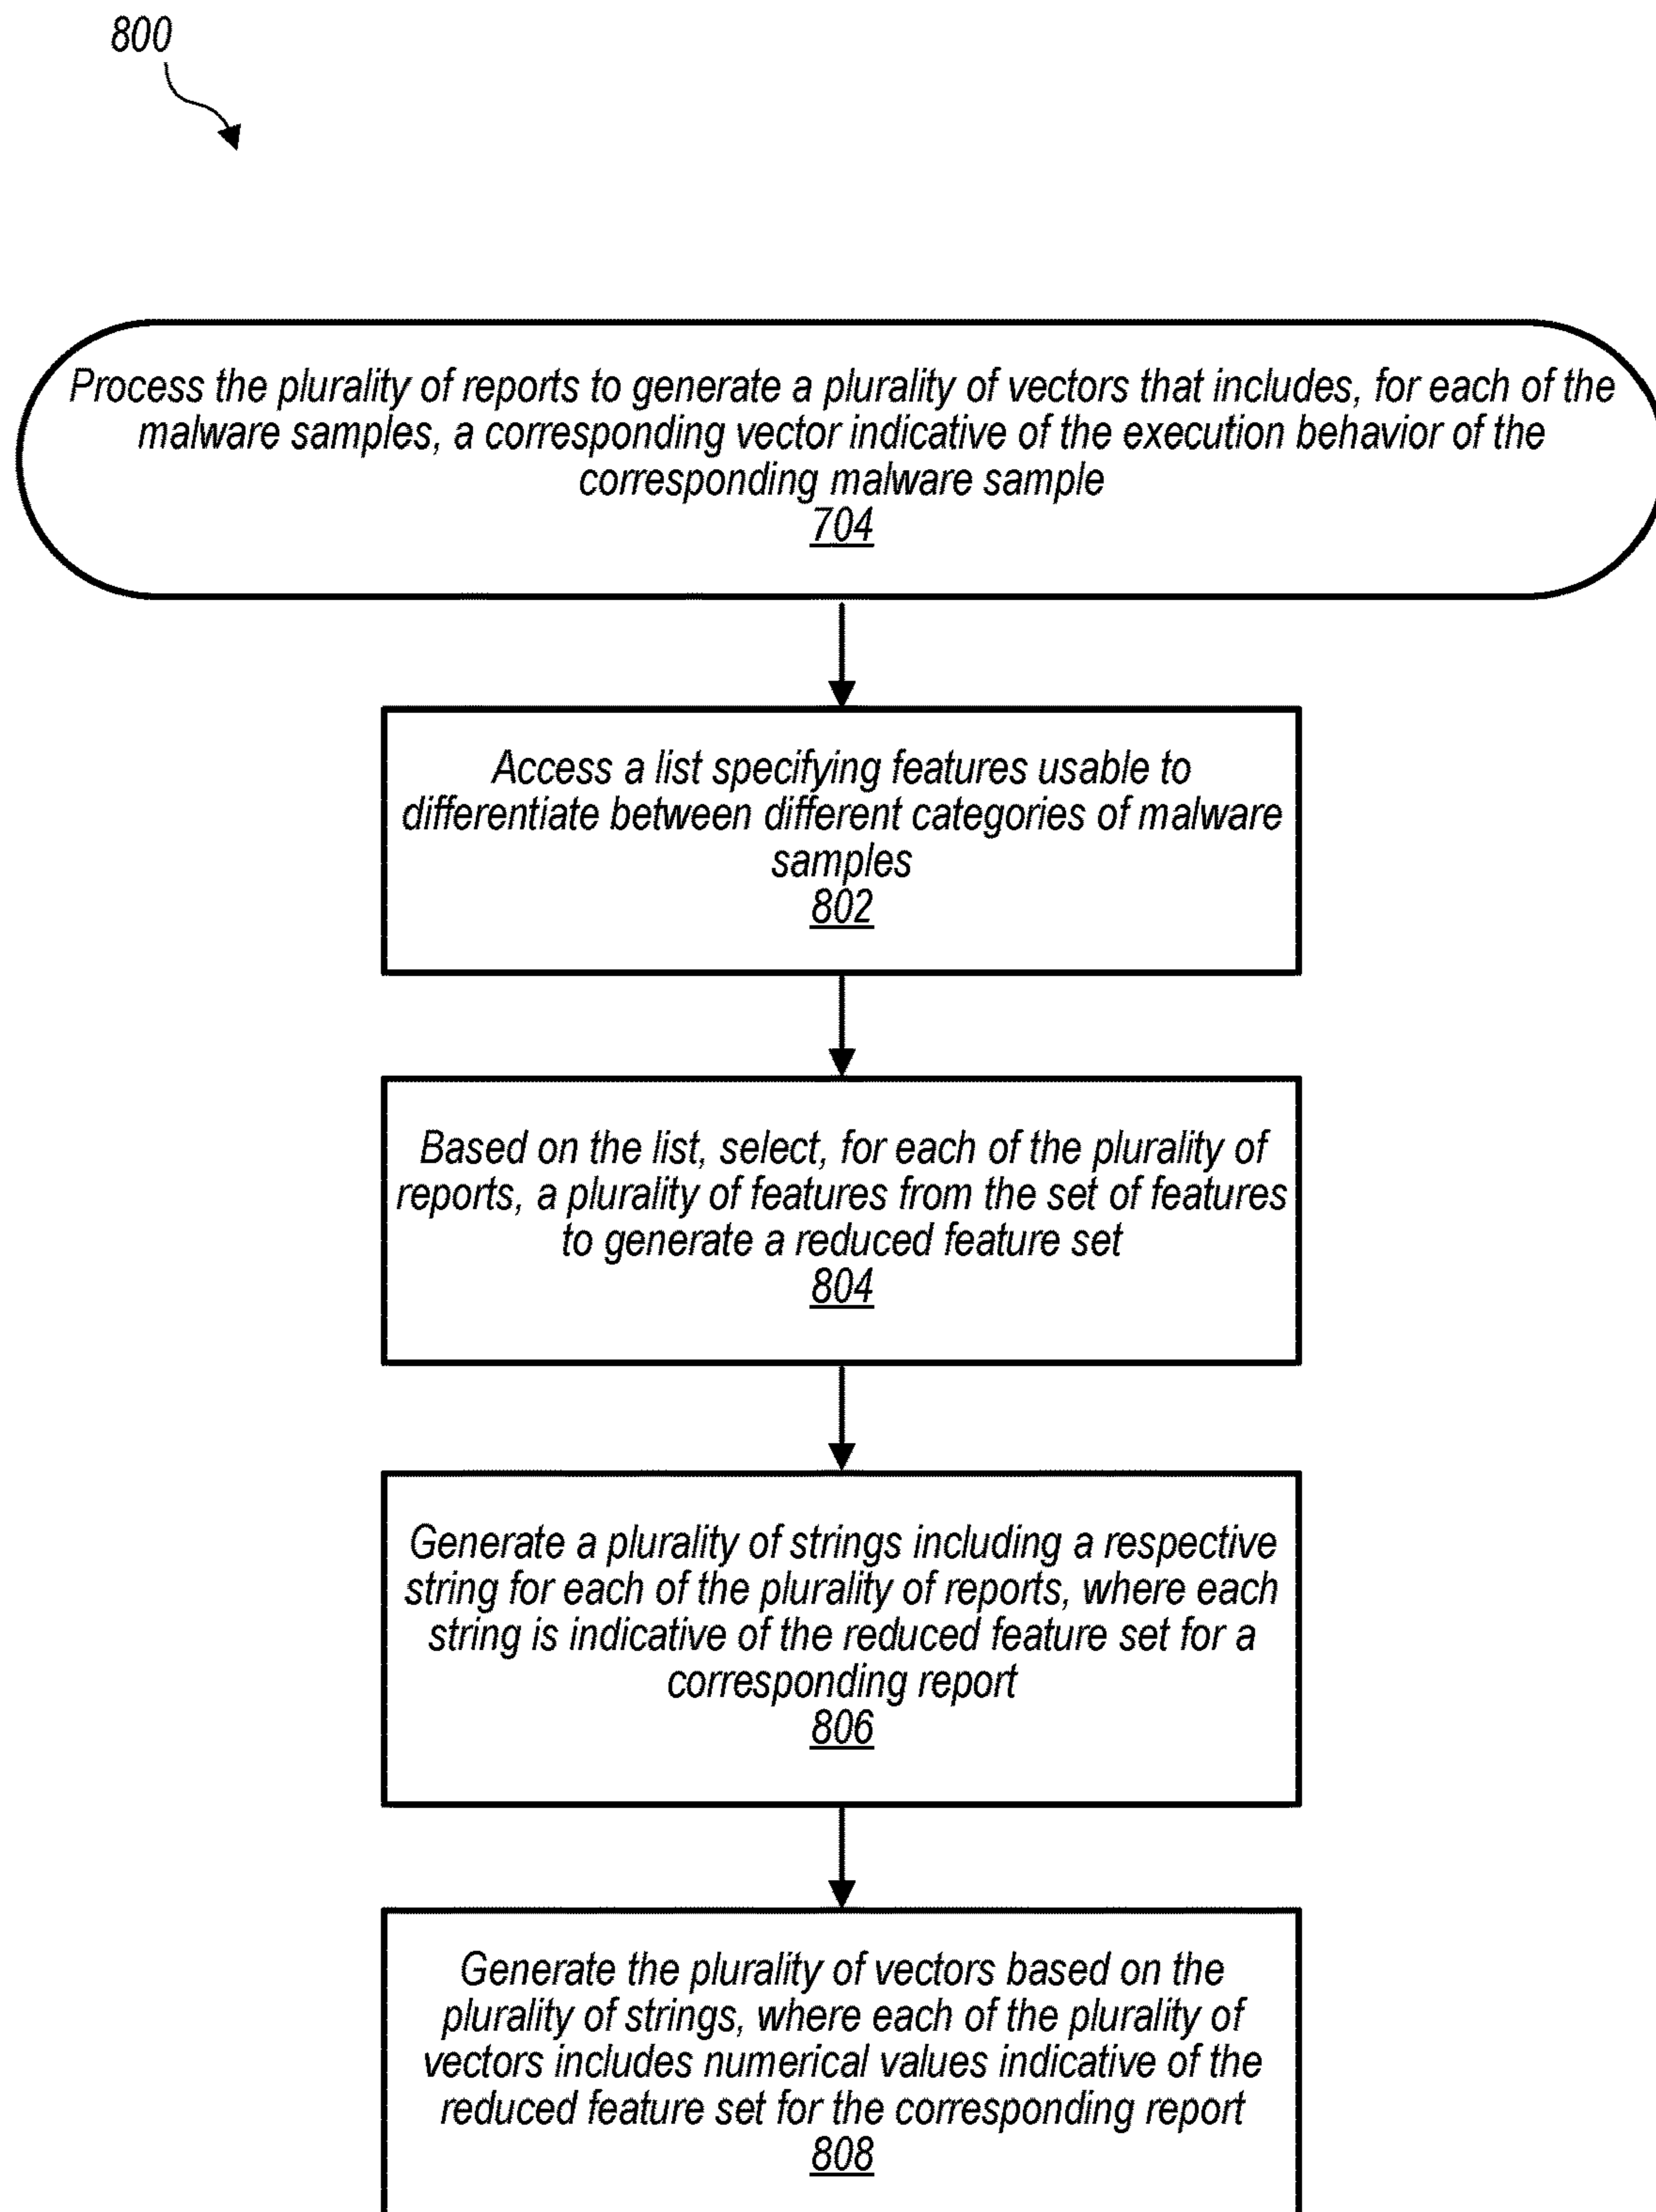 800
Process the plurality of reports to generate a plurality of vectors that includes, for each of the
malware samples, a corresponding vector indicative of the execution behavior of the
corresponding malware sample
704
Access a list specifying features usable to
differentiate between different categories of malware
samples
802
Based on the list, select, for each of the plurality of
reports, a plurality of features from the set of features
to generate a reduced feature set
804
Generate a plurality of strings including a respective
string for each of the plurality of reports, where each
string is indicative of the reduced feature set for a
corresponding report
806
Generate the plurality of vectors based on the
plurality of strings, where each of the plurality of
vectors includes numerical values indicative of the
reduced feature set for the corresponding report
808